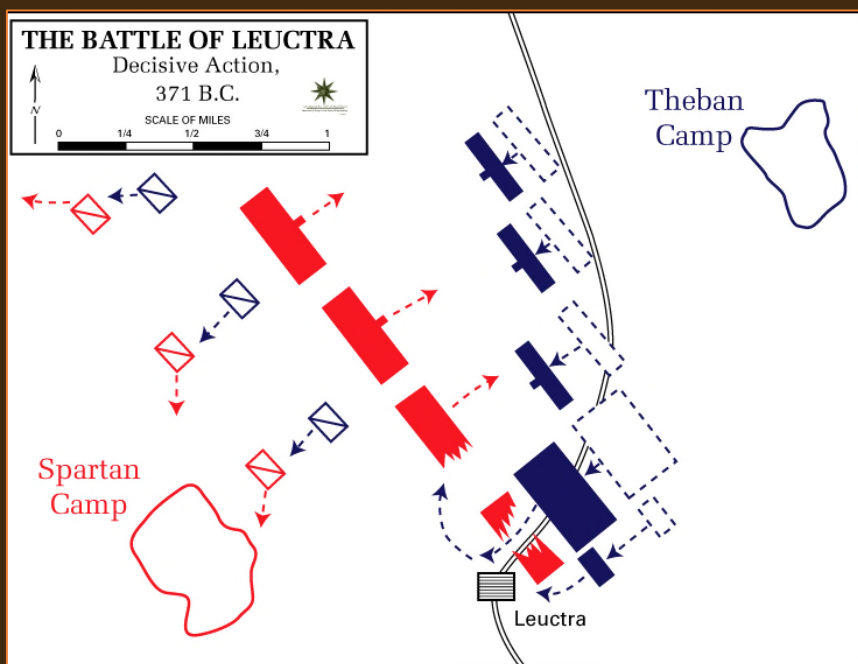 THE BATTLE OF LEUCTRA
Decisive Action,
371 B.C.
N
SCALE OF MILES
0 1/4 1/2 3/4 1
Theban
Camp
Spartan
Camp
Leuctra